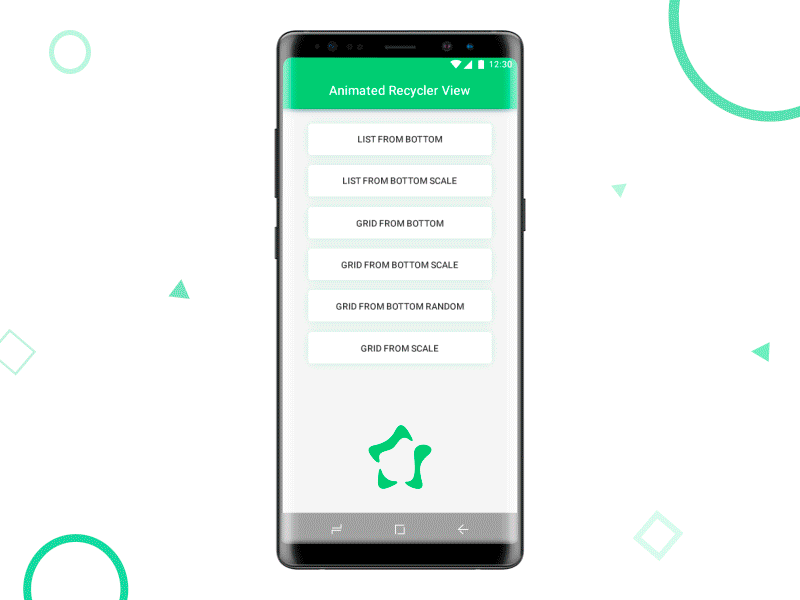 12:30
Animated Recycler View
LIST FROM BOTTOM
LIST FROM BOTTOM SCALE
GRID FROM BOTTOM
GRID FROM BOTTOM SCALE
GRID FROM BOTTOM RANDOM
GRID FROM SCALE